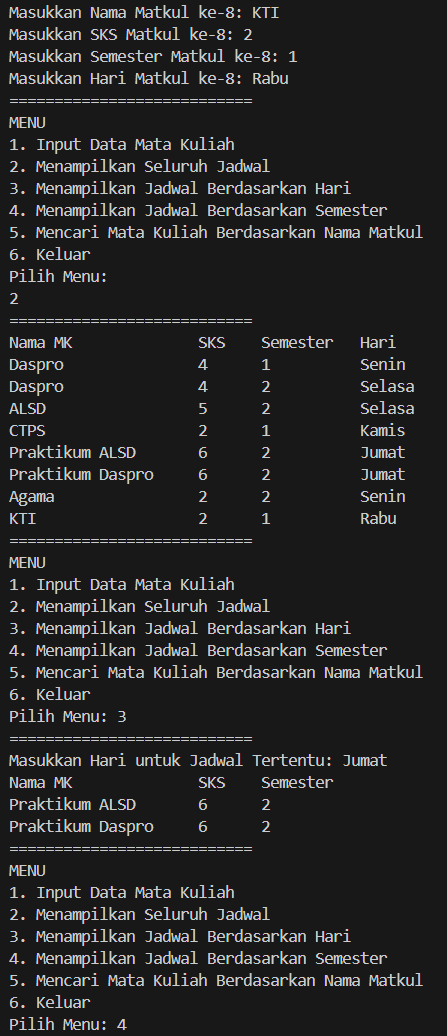 Masukkan Nama Matkul ke-8: KTI
Masukkan SKS Matkul ke-8: 2
Masukkan Semester Matkul ke-8: 1
Masukkan Hari Matkul ke-8: Rabu
===========================
MENU
1. Input Data Mata Kuliah
2. Menampilkan Seluruh Jadwal
3. Menampilkan Jadwal Berdasarkan Hari
4. Menampilkan Jadwal Berdasarkan Semester
5. Mencari Mata Kuliah Berdasarkan Nama Matkul
6. Keluar
Pilih Menu:
2
===========================
Nama MK              SKS    Semester   Hari
Daspro               4      1          Senin
Daspro               4      2          Selasa
ALSD                 5      2          Selasa
CTPS                 2      1          Kamis
Praktikum ALSD       6      2          Jumat
Praktikum Daspro     6      2          Jumat
Agama                2      2          Senin
KTI                  2      1          Rabu
===========================
MENU
1. Input Data Mata Kuliah
2. Menampilkan Seluruh Jadwal
3. Menampilkan Jadwal Berdasarkan Hari
4. Menampilkan Jadwal Berdasarkan Semester
5. Mencari Mata Kuliah Berdasarkan Nama Matkul
6. Keluar
Pilih Menu: 3
===========================
Masukkan Hari untuk Jadwal Tertentu: Jumat
Nama MK              SKS    Semester
Praktikum ALSD       6      2
Praktikum Daspro     6      2
===========================
MENU
1. Input Data Mata Kuliah
2. Menampilkan Seluruh Jadwal
3. Menampilkan Jadwal Berdasarkan Hari
4. Menampilkan Jadwal Berdasarkan Semester
5. Mencari Mata Kuliah Berdasarkan Nama Matkul
6. Keluar
Pilih Menu: 4